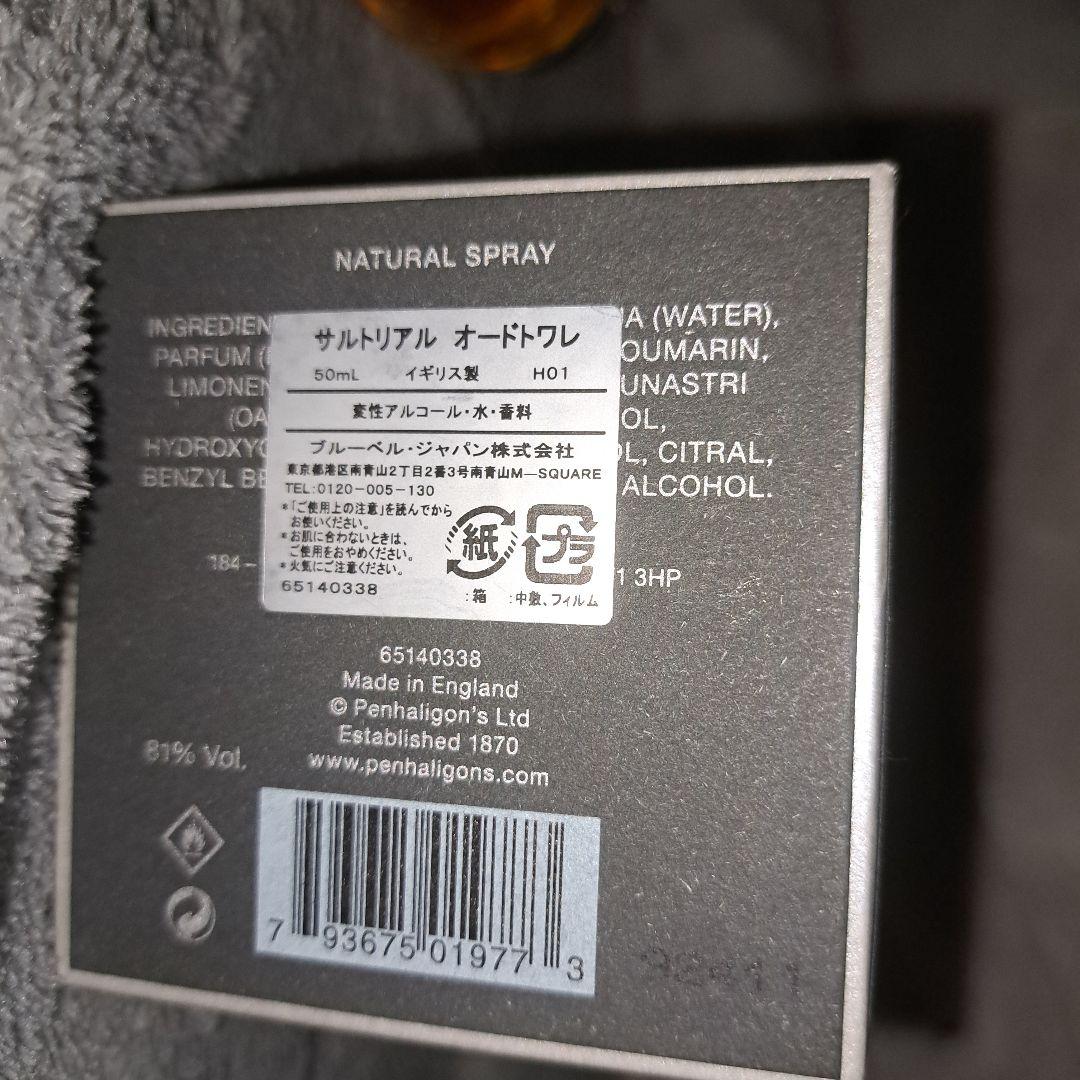 NATURAL SPRAY
INGREDIEN A (WATER),
PARFUM ( OUMARIN,
LIMONEN UNASTRI
(OA OL,
HYDROXYC OL, CITRAL,
BENZYL BE ALCOHOL.
サルトリアル オードトワレ
50mL イギリス製 H01
変性アルコール・水・香料
ブルーベル・ジャパン株式会社
東京都港区南青山2丁目2番3号南青山M―SQUARE
TEL:0120-005-130
*「ご使用上の注意」を読んでから
お使いください。
*お肌に合わないときは、
ご使用をおやめください。
*火気にご注意ください。
65140338
紙
:箱
プラ
:中敷、フィルム
184– 1 3HP
65140338
Made in England
© Penhaligon's Ltd
Established 1870
www.penhaligons.com
81% Vol.
7 93675 01977 3